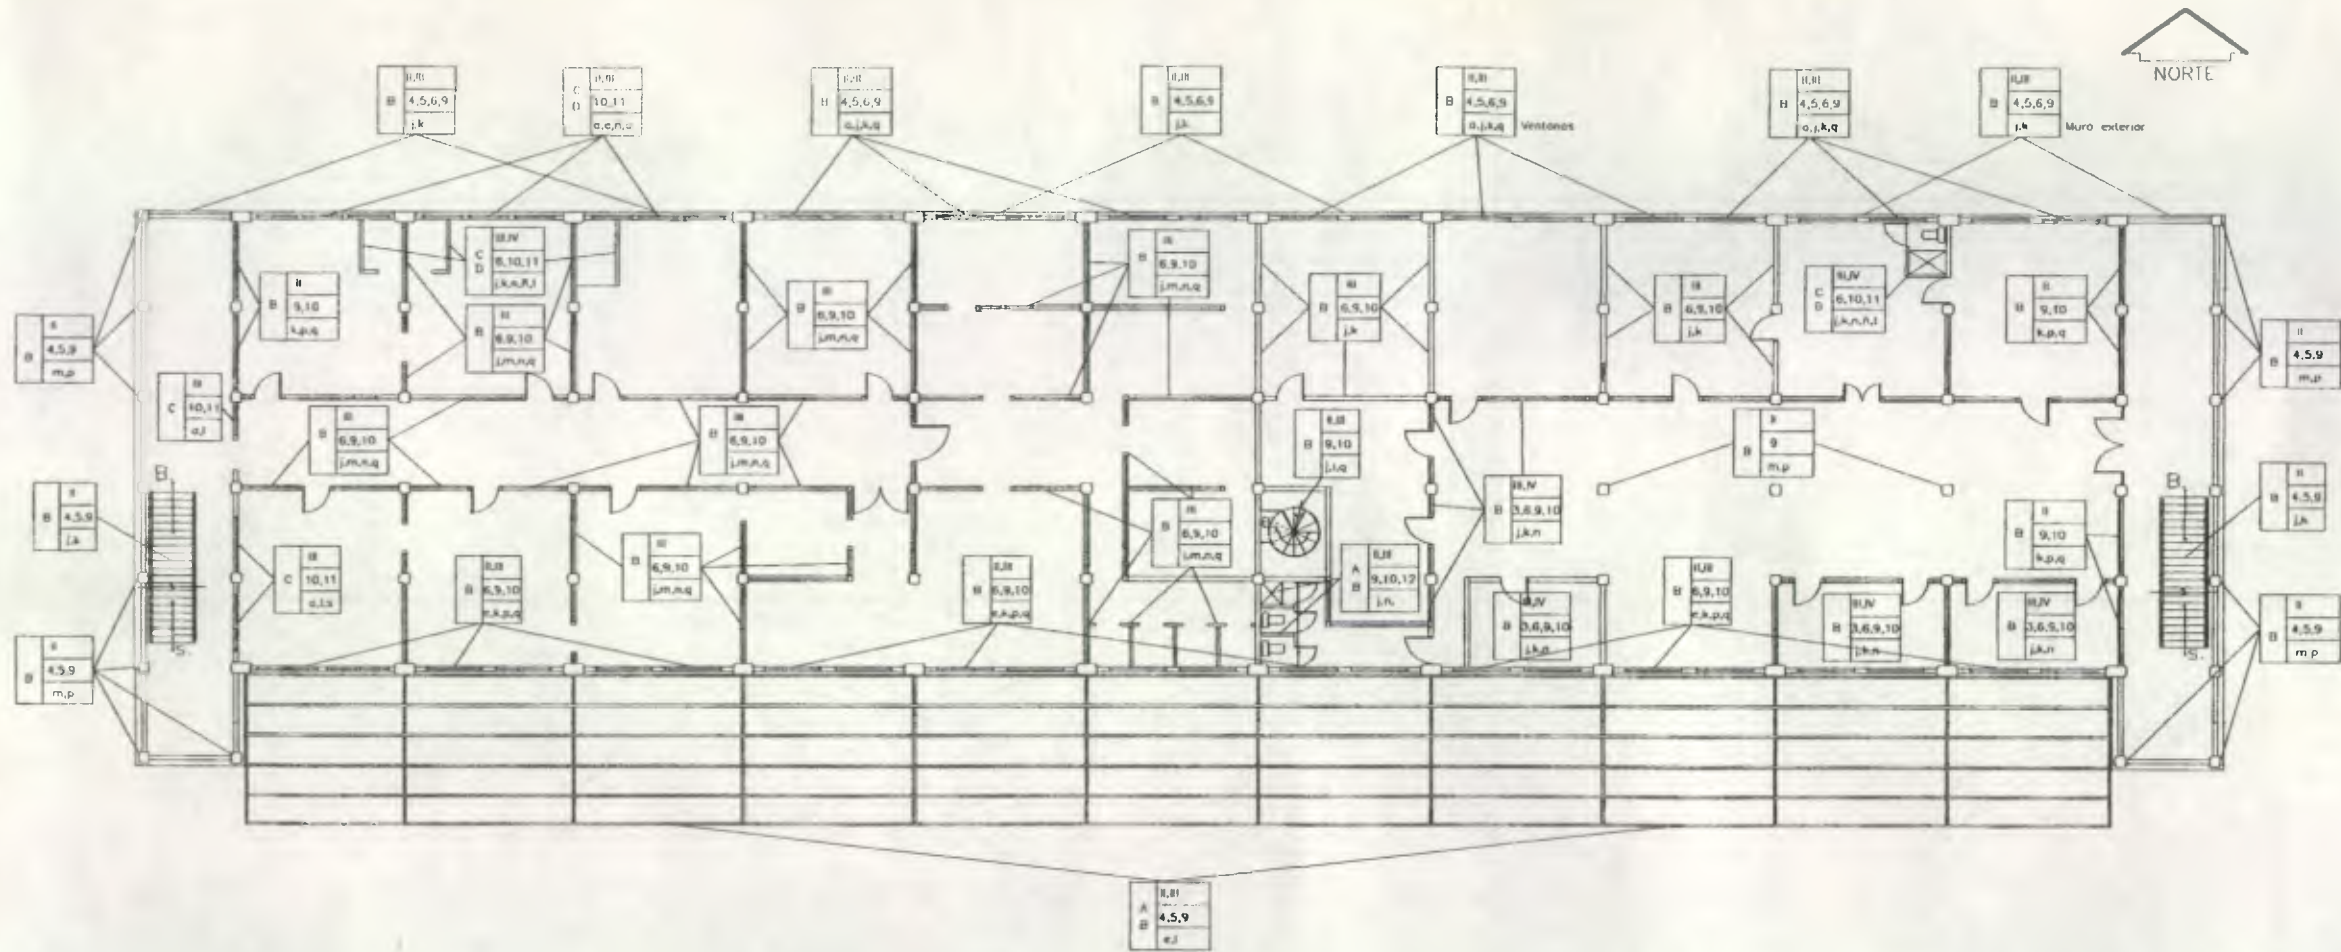 NORTE
B
II,III
4,5,6,9
j,k
C
D
II,III
10,11
B
II,III
4,5,6,9
a,j,k,q
B
II,III
4,5,6,9
j,k
B
II,III
4,5,6,9
a,j,k,q
Ventanas
B
II,III
4,5,6,9
a,j,k,q
B
II,III
4,5,6,9
j,k
Muro exterior
C
D
III,IV
6,10,11
B
III
6,9,10
j,m,n,q
B
II
9,10
k,p,q
B
III
6,9,10
j,m,n,q
B
III
6,9,10
j,m,n,q
B
III
6,9,10
j,k
B
III
6,9,10
j,k
C
D
III,IV
6,10,11
B
II
9,10
k,p,q
B
II
4,5,9
m,p
B
II
4,5,9
m,p
C
III
10,11
B
III
6,9,10
j,m,n,q
B
III
6,9,10
j,m,n,q
B
II,III
9,10
B
II
9
m,p
B.
B.
B
II
4,5,9
j,k
B
III,IV
3,6,9,10
j,k,n
B
III
6,9,10
j,m,n,q
B
II
9,10
k,p,q
B
II
4,5,9
j,k
C
III
10,11
B
II,III
6,9,10
e,k,p,q
B
III
6,9,10
j,m,n,q
B
II,III
6,9,10
e,k,p,q
A
B
II,III
9,10,12
j,n,
B
II,III
6,9,10
e,k,p,q
B
III,IV
3,6,9,10
j,k,n
B
III,IV
3,6,9,10
j,k,n
B
III,IV
3,6,9,10
j,k,n
S.
S.
B
II
4,5,9
m,p
B
II
4,5,9
m p
A
B
II,III
4,5,9